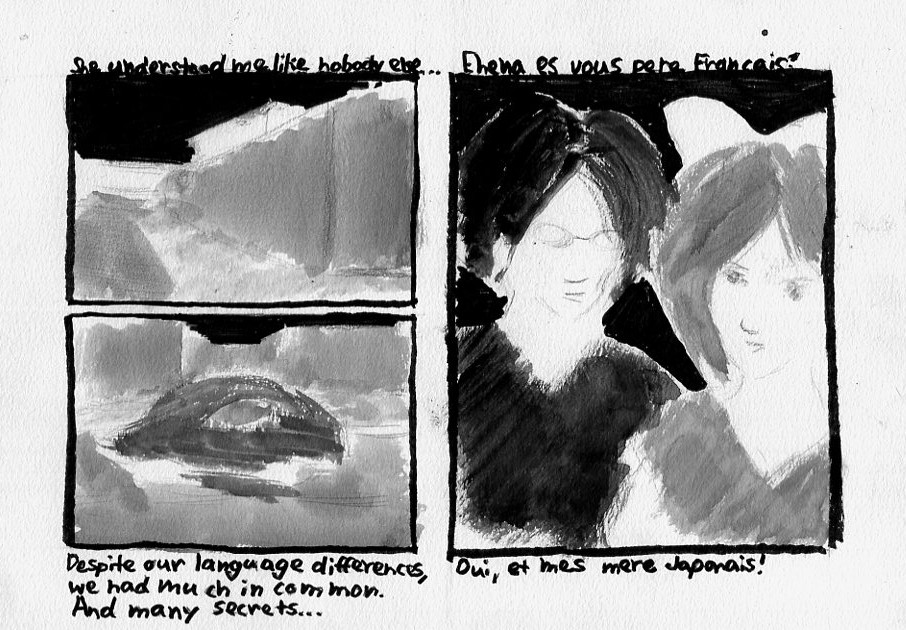 She understood me like nobody else...
Ehena es vous pere Francais?
Despite our language differences,
we had much in common.
And many secrets...
Oui, et mes mere Japonais!